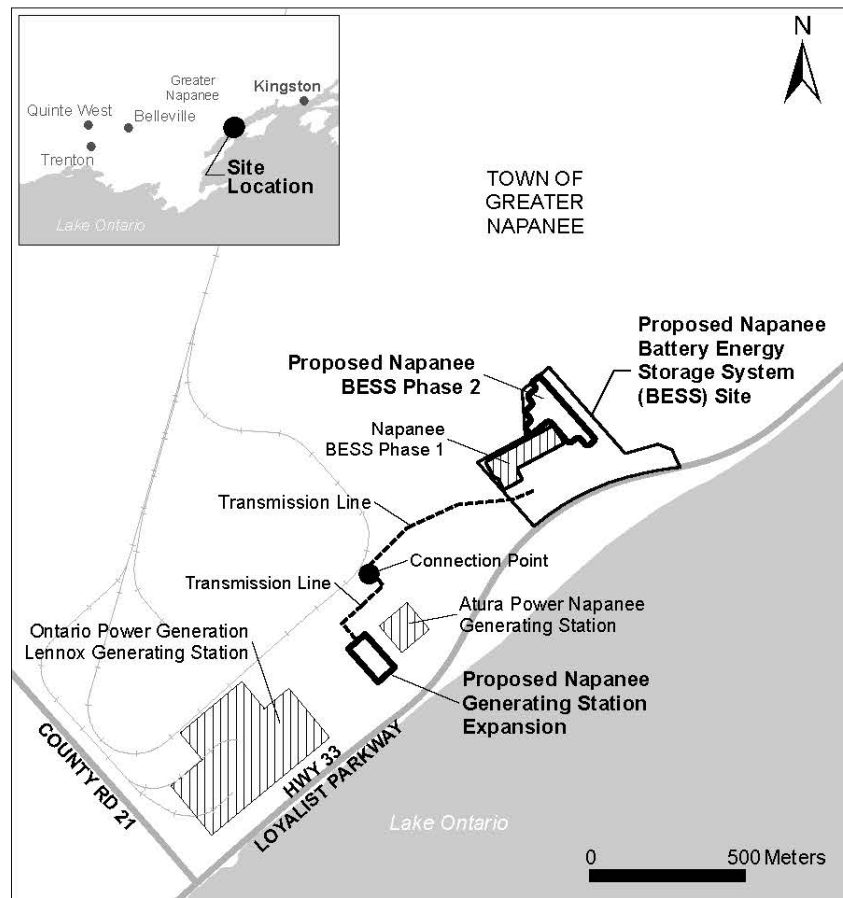 Greater
Napanee
Kingston
Quinte West
Belleville
Trenton
Site
Location
Lake Ontario
N
TOWN OF
GREATER
NAPANEE
Proposed Napanee
Battery Energy
Storage System
(BESS) Site
Proposed Napanee
BESS Phase 2
Napanee
BESS Phase 1
Transmission Line
Connection Point
Transmission Line
Atura Power Napanee
Generating Station
Ontario Power Generation
Lennox Generating Station
Proposed Napanee
Generating Station
Expansion
COUNTY RD 21
HWY 33
LOYALIST PARKWAY
Lake Ontario
0 500 Meters